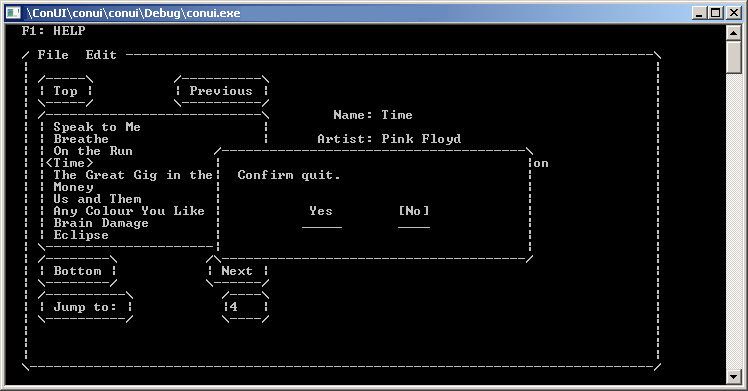 \ConUI\conui\conui\Debug\conui.exe
F1: HELP
File Edit
Top Previous
Name: Time
Speak to Me
Breathe
Artist: Pink Floyd
On the Run
<Time>
on
The Great Gig in the
Confirm quit.
Money
Us and Them
Any Colour You Like
Yes [No]
Brain Damage
Eclipse
Bottom Next
Jump to: 4